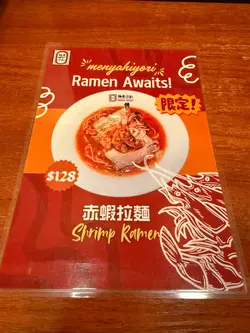 menyahiyori
Ramen Awaits!
限定!
$128
赤蝦拉麵
Shrimp Ramen